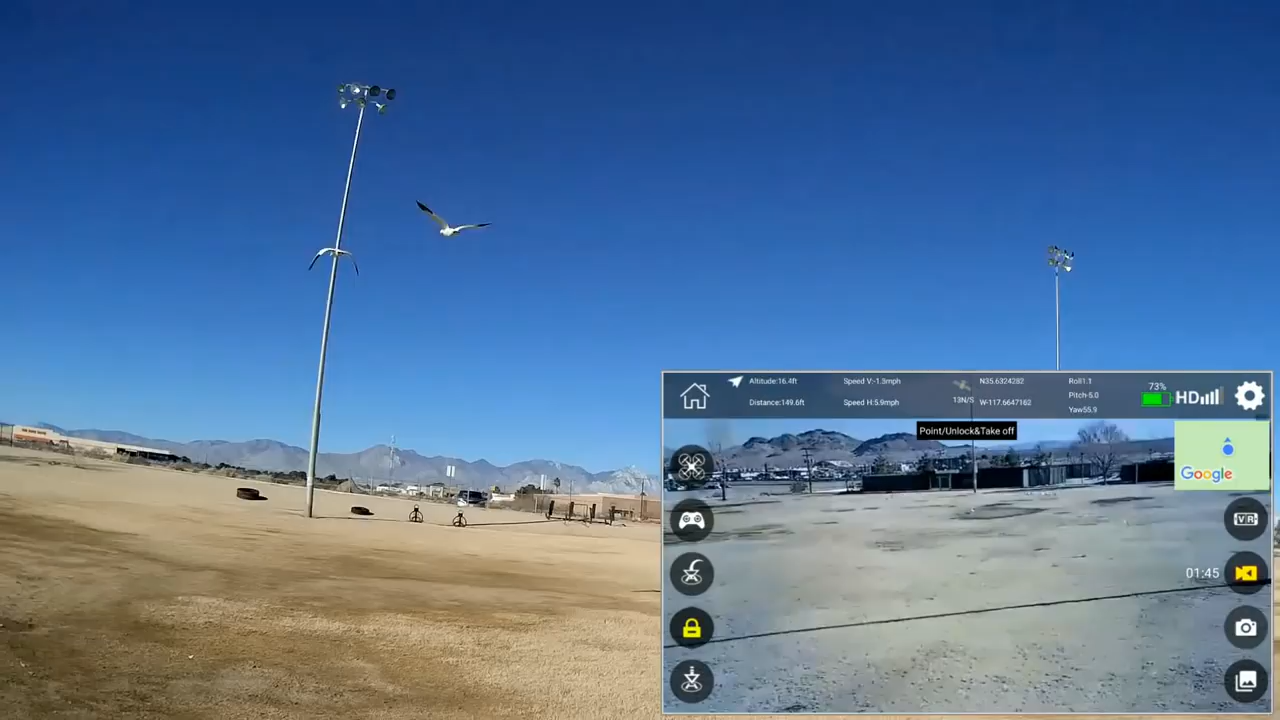 Altitude:16.4ft
Speed V:-1.3mph
N35.6324282
Roll1.1
73%
HD
Distance:149.6ft
Speed H:5.9mph
13N/S
W-117.6647162
Pitch-5.0
Yaw55.9
Point/Unlock&Take off
Google
VR
01:45